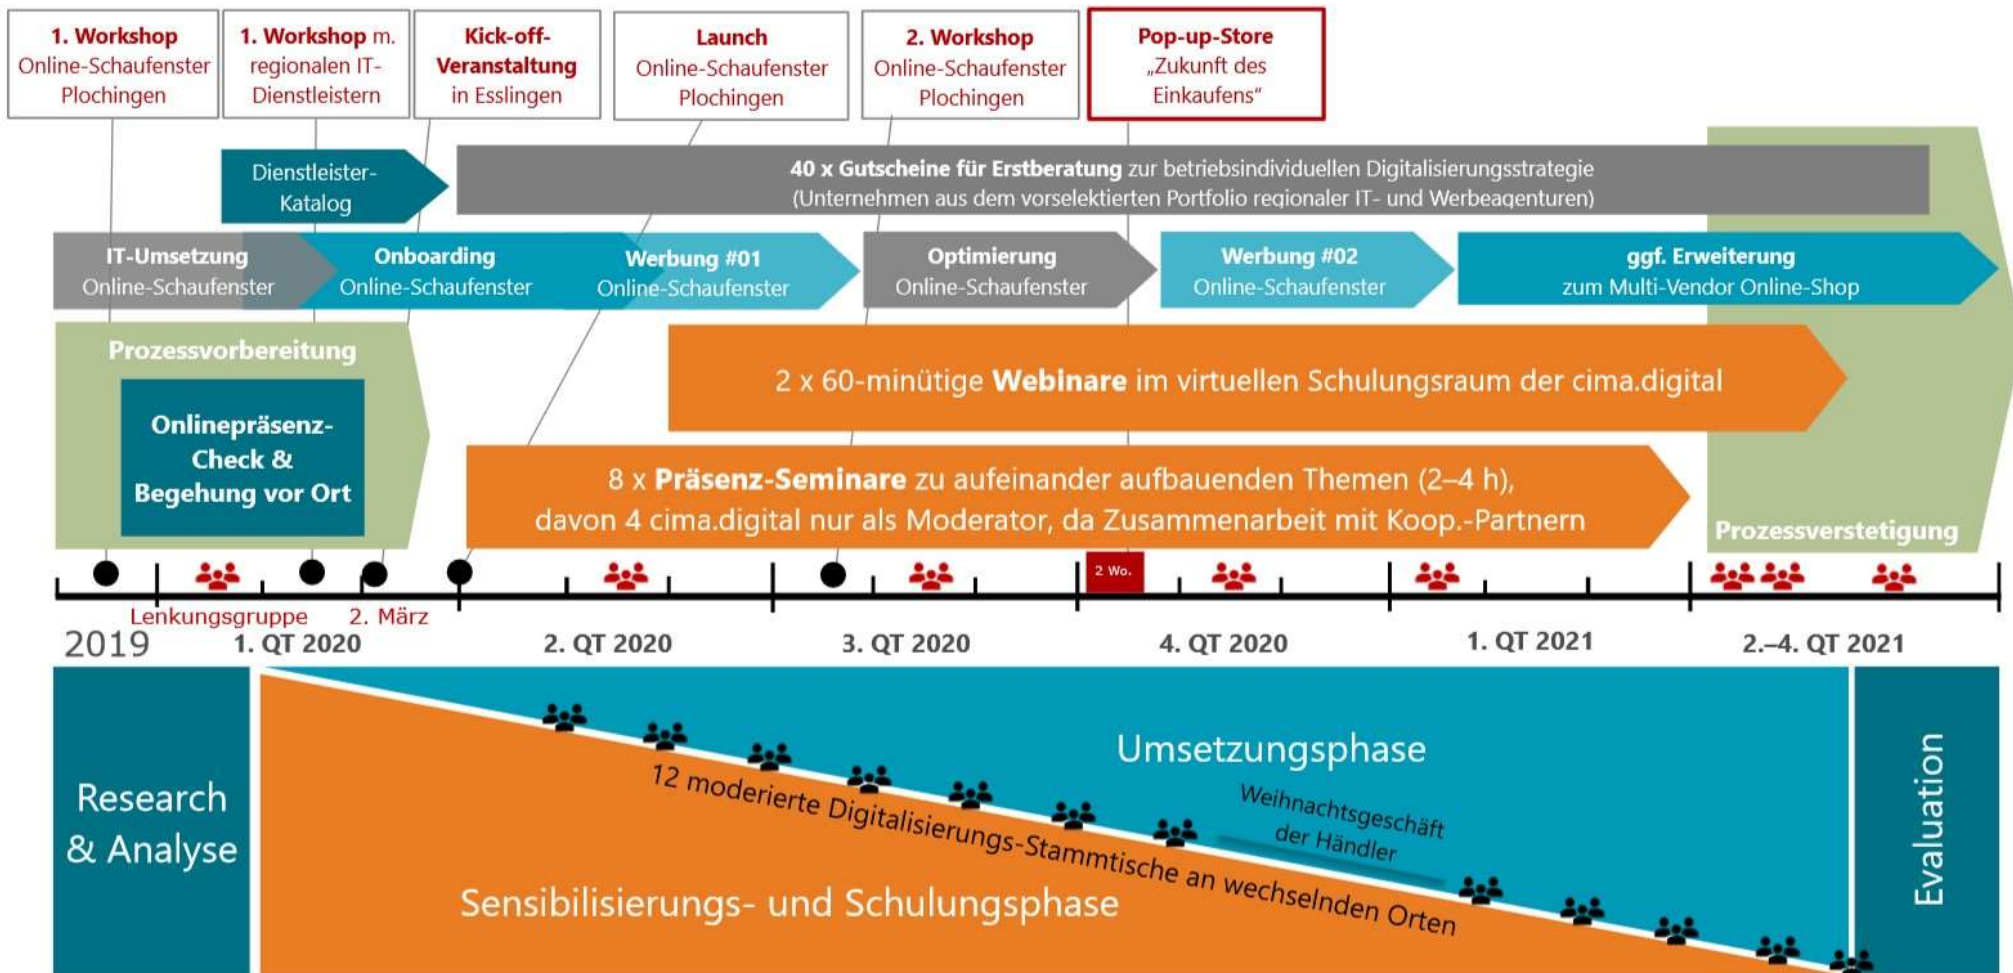 1. Workshop
Online-Schaufenster
Plochingen
1. Workshop m.
regionalen IT-
Dienstleistern
Kick-off-
Veranstaltung
in Esslingen
Launch
Online-Schaufenster
Plochingen
2. Workshop
Online-Schaufenster
Plochingen
Pop-up-Store
„Zukunft des
Einkaufens“
Dienstleister-
Katalog
40 x Gutscheine für Erstberatung zur betriebsindividuellen Digitalisierungsstrategie
(Unternehmen aus dem vorselektierten Portfolio regionaler IT- und Werbeagenturen)
IT-Umsetzung
Online-Schaufenster
Onboarding
Online-Schaufenster
Werbung #01
Online-Schaufenster
Optimierung
Online-Schaufenster
Werbung #02
Online-Schaufenster
ggf. Erweiterung
zum Multi-Vendor Online-Shop
Prozessvorbereitung
Onlinepräsenz-
Check &
Begehung vor Ort
2 x 60-minütige Webinare im virtuellen Schulungsraum der cima.digital
8 x Präsenz-Seminare zu aufeinander aufbauenden Themen (2–4 h),
davon 4 cima.digital nur als Moderator, da Zusammenarbeit mit Koop.-Partnern
Prozessverstetigung
2 Wo.
Lenkungsgruppe
2. März
2019
1. QT 2020
2. QT 2020
3. QT 2020
4. QT 2020
1. QT 2021
2.–4. QT 2021
Research
& Analyse
Umsetzungsphase
Weihnachtsgeschäft
der Händler
12 moderierte Digitalisierungs-Stammtische an wechselnden Orten
Sensibilisierungs- und Schulungsphase
Evaluation